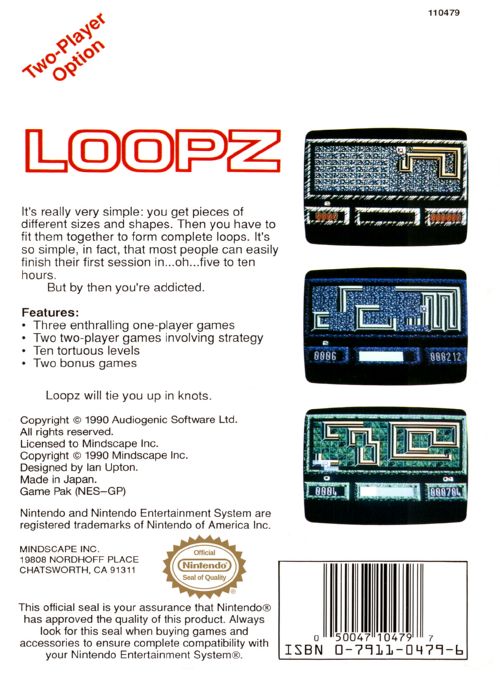 110479
Two-Player
Option
LOOPZ
It's really very simple: you get pieces of
different sizes and shapes. Then you have to
fit them together to form complete loops. It's
so simple, in fact, that most people can easily
finish their first session in...oh...five to ten
hours.
But by then you're addicted.
Features:
• Three enthralling one-player games
• Two two-player games involving strategy
• Ten tortuous levels
• Two bonus games
Loopz will tie you up in knots.
Copyright © 1990 Audiogenic Software Ltd.
All rights reserved.
Licensed to Mindscape Inc.
Copyright © 1990 Mindscape Inc.
Designed by Ian Upton.
Made in Japan.
Game Pak (NES–GP)
Nintendo and Nintendo Entertainment System are
registered trademarks of Nintendo of America Inc.
MINDSCAPE INC.
19808 NORDHOFF PLACE
CHATSWORTH, CA 91311
Official
Nintendo
Seal of Quality
This official seal is your assurance that Nintendo®
has approved the quality of this product. Always
look for this seal when buying games and
accessories to ensure complete compatibility with
your Nintendo Entertainment System®.
0006
000212
0004
000704
0 50047 10479 7
ISBN 0-7911-0479-6